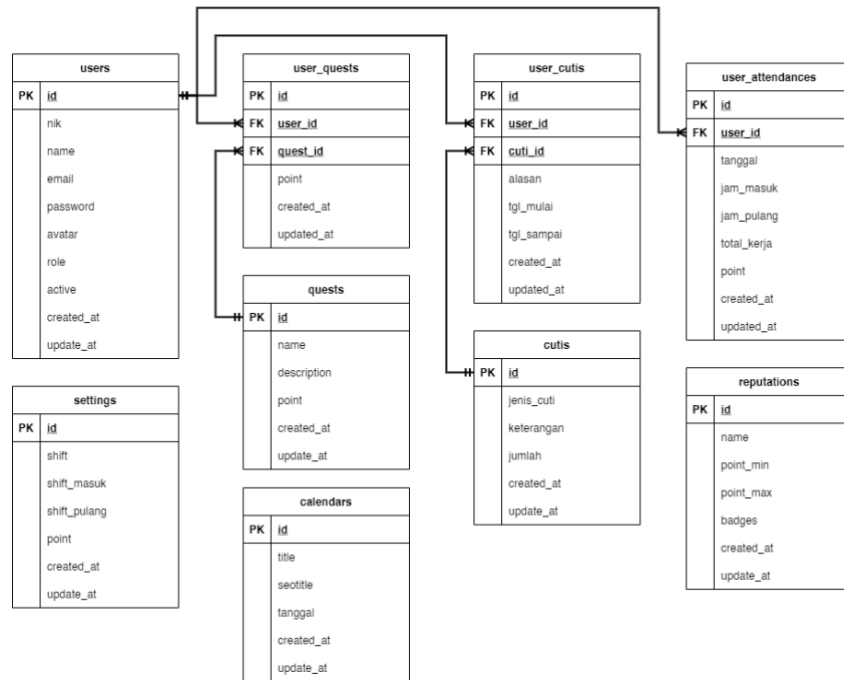 users
PK id
nik
name
email
password
avatar
role
active
created_at
update_at
user_quests
PK id
FK user_id
FK quest_id
point
created_at
updated_at
user_cutis
PK id
FK user_id
FK cuti_id
alasan
tgl_mulai
tgl_sampai
created_at
updated_at
user_attendances
PK id
FK user_id
tanggal
jam_masuk
jam_pulang
total_kerja
point
created_at
updated_at
quests
PK id
name
description
point
created_at
update_at
cutis
PK id
jenis_cuti
keterangan
jumlah
created_at
update_at
reputations
PK id
name
point_min
point_max
badges
created_at
update_at
settings
PK id
shift
shift_masuk
shift_pulang
point
created_at
update_at
calendars
PK id
title
seotitle
tanggal
created_at
update_at